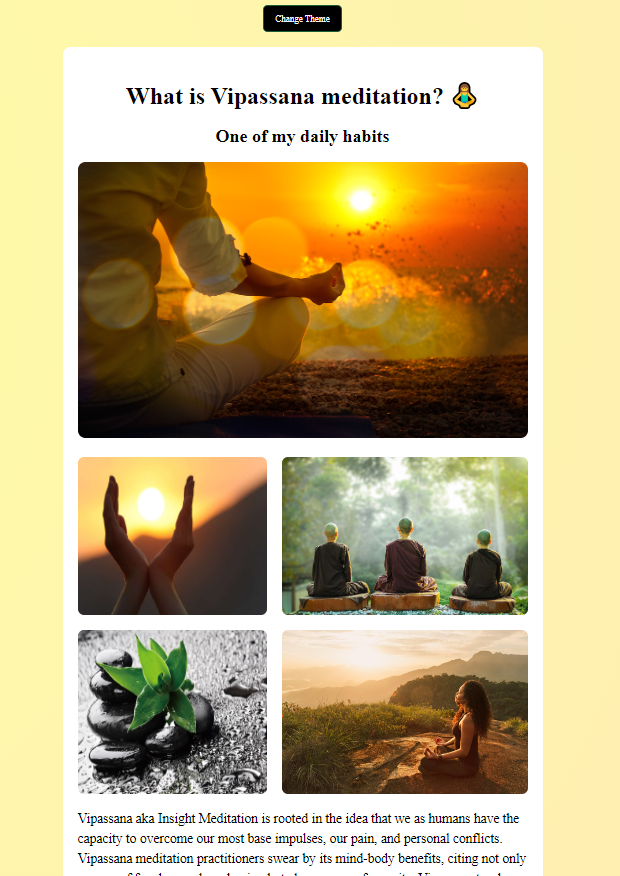 Change Theme
What is Vipassana meditation? 🧘
One of my daily habits
Vipassana aka Insight Meditation is rooted in the idea that we as humans have the
capacity to overcome our most base impulses, our pain, and personal conflicts.
Vipassana meditation practitioners swear by its mind-body benefits, citing not only